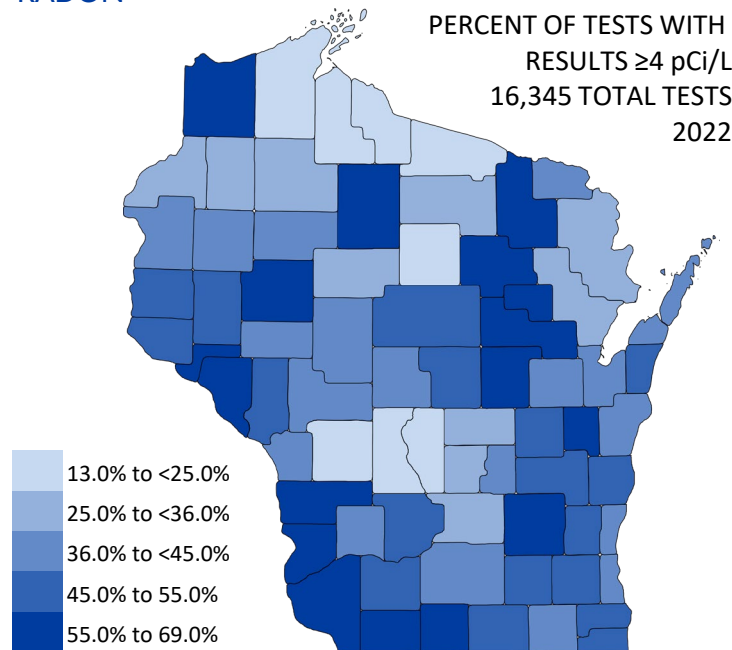 RADON
PERCENT OF TESTS WITH
RESULTS ≥4 pCi/L
16,345 TOTAL TESTS
2022
13.0% to <25.0%
25.0% to <36.0%
36.0% to <45.0%
45.0% to 55.0%
55.0% to 69.0%